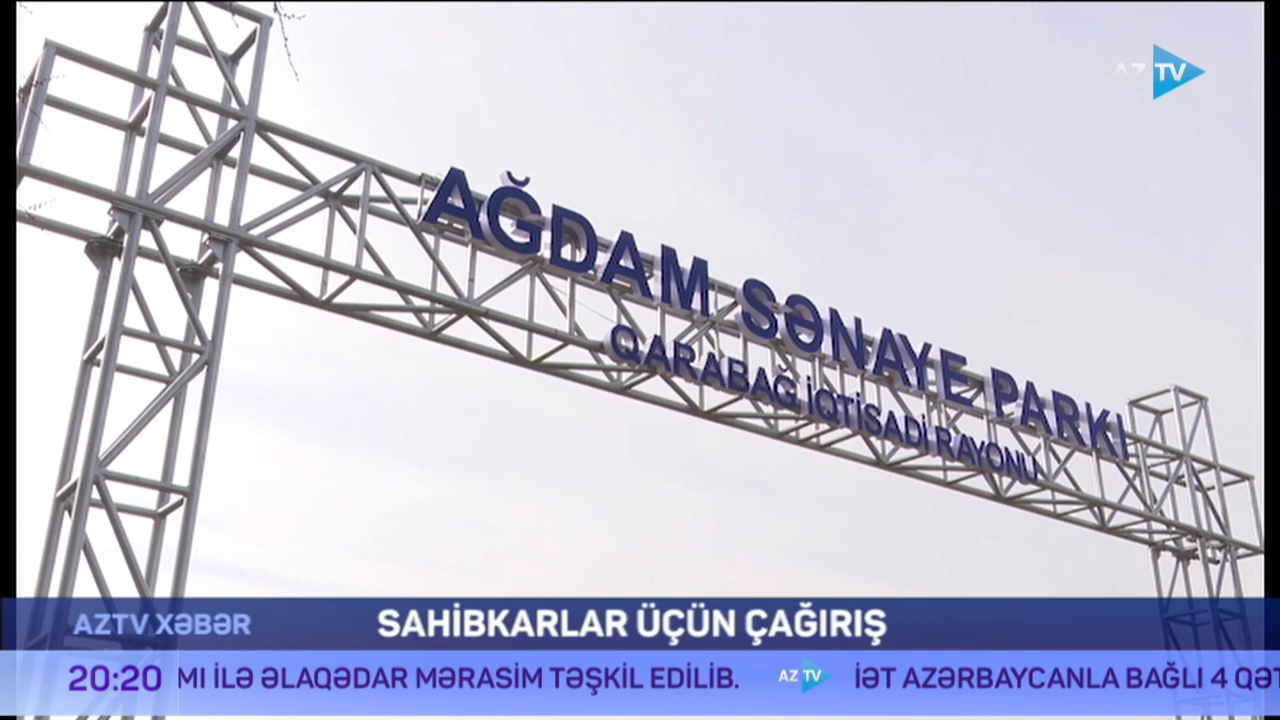 AZTV
AĞDAM SƏNAYE PARKI
QARABAĞ İQTİSADİ RAYONU
AZTV XƏBƏR
SAHİBKARLAR ÜÇÜN ÇAĞIRIŞ
20:20 MI İLƏ ƏLAQƏDAR MƏRASİM TƏŞKİL EDİLİB. AZTV İƏT AZƏRBAYCANLA BAĞLI 4 QƏT